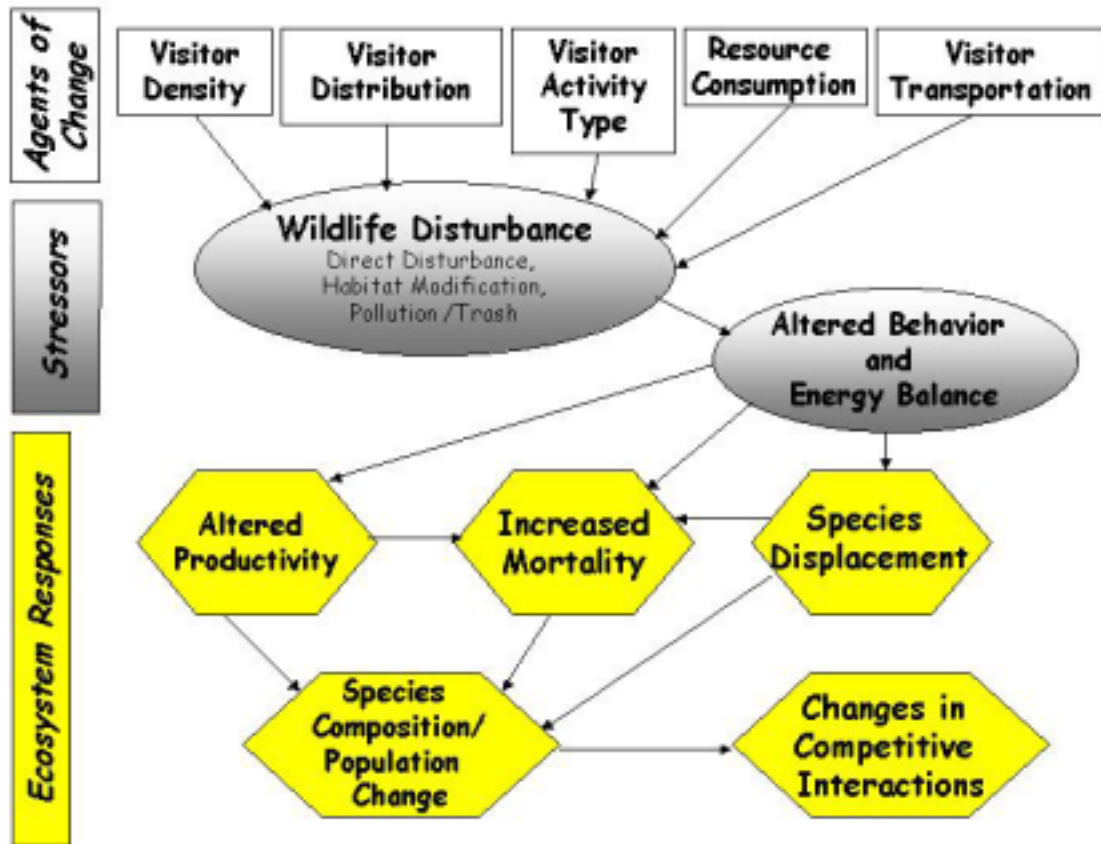 Agents of
Change
Visitor
Density
Visitor
Distribution
Visitor
Activity
Type
Resource
Consumption
Visitor
Transportation
Stressors
Wildlife Disturbance
Direct Disturbance,
Habitat Modification,
Pollution/Trash
Altered Behavior
and
Energy Balance
Ecosystem Responses
Altered
Productivity
Increased
Mortality
Species
Displacement
Species
Composition/
Population
Change
Changes in
Competitive
Interactions